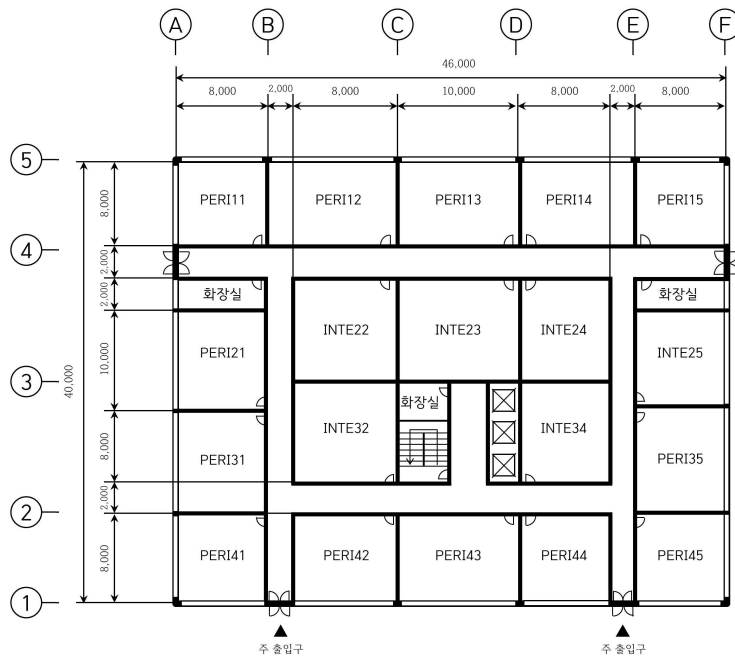 A B C D E F
46,000
8,000 2,000 8,000 10,000 8,000 2,000 8,000
5
8,000
PERI11 PERI12 PERI13 PERI14 PERI15
4
2,000
2,000
화장실 화장실
INTE22 INTE23 INTE24
10,000
PERI21 INTE25
3
40,000
화장실
8,000
INTE32 INTE34
PERI31 PERI35
2,000
2
8,000
PERI41 PERI42 PERI43 PERI44 PERI45
1
주 출입구 주 출입구